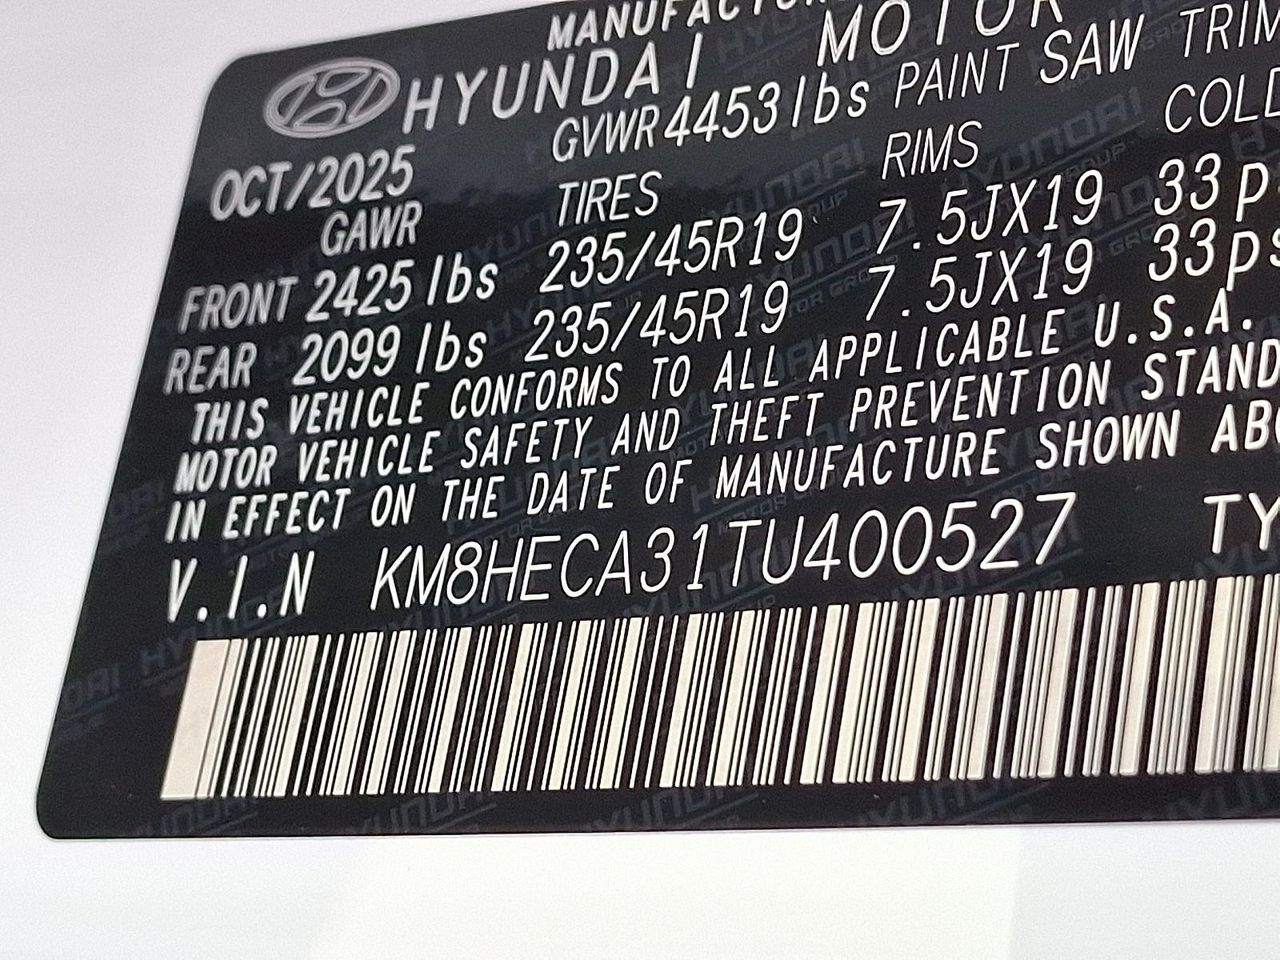 HYUNDAI MOTOR
OCT/2025 GVWR 4453 lbs PAINT SAW TRIM
GAWR TIRES RIMS COLD
FRONT 2425 lbs 235/45R19 7.5JX19 33
REAR 2099 lbs 235/45R19 7.5JX19 33
THIS VEHICLE CONFORMS TO ALL APPLICABLE U.S.A.
MOTOR VEHICLE SAFETY AND THEFT PREVENTION STAND
IN EFFECT ON THE DATE OF MANUFACTURE SHOWN
V.I.N KM8HECA31TU400527 TY